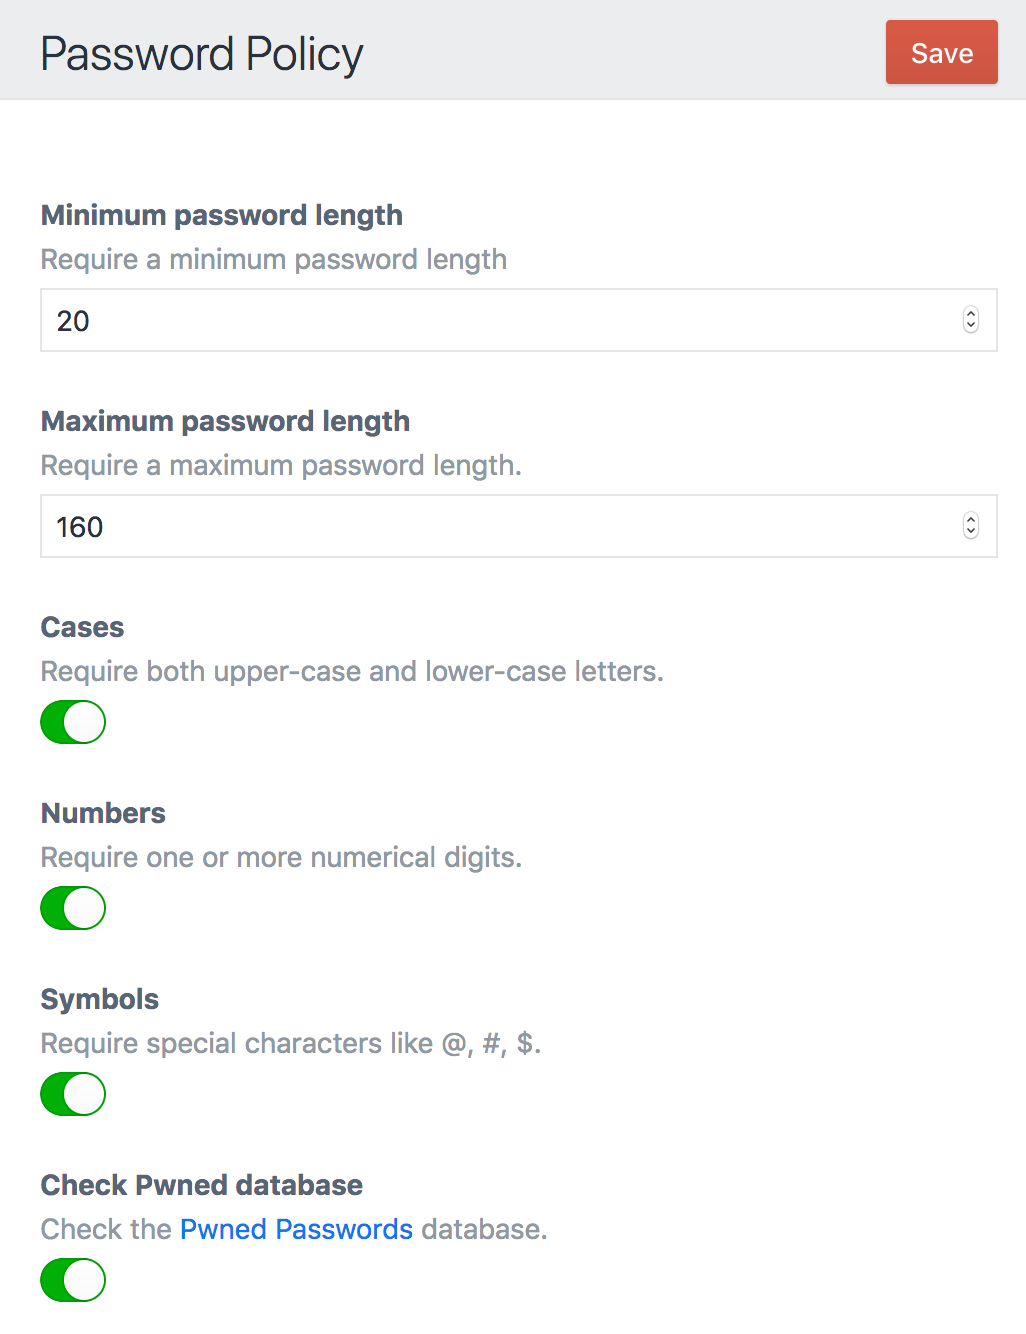 Password Policy
Save
Minimum password length
Require a minimum password length
20
Maximum password length
Require a maximum password length.
160
Cases
Require both upper-case and lower-case letters.
Numbers
Require one or more numerical digits.
Symbols
Require special characters like @, #, $.
Check Pwned database
Check the Pwned Passwords database.